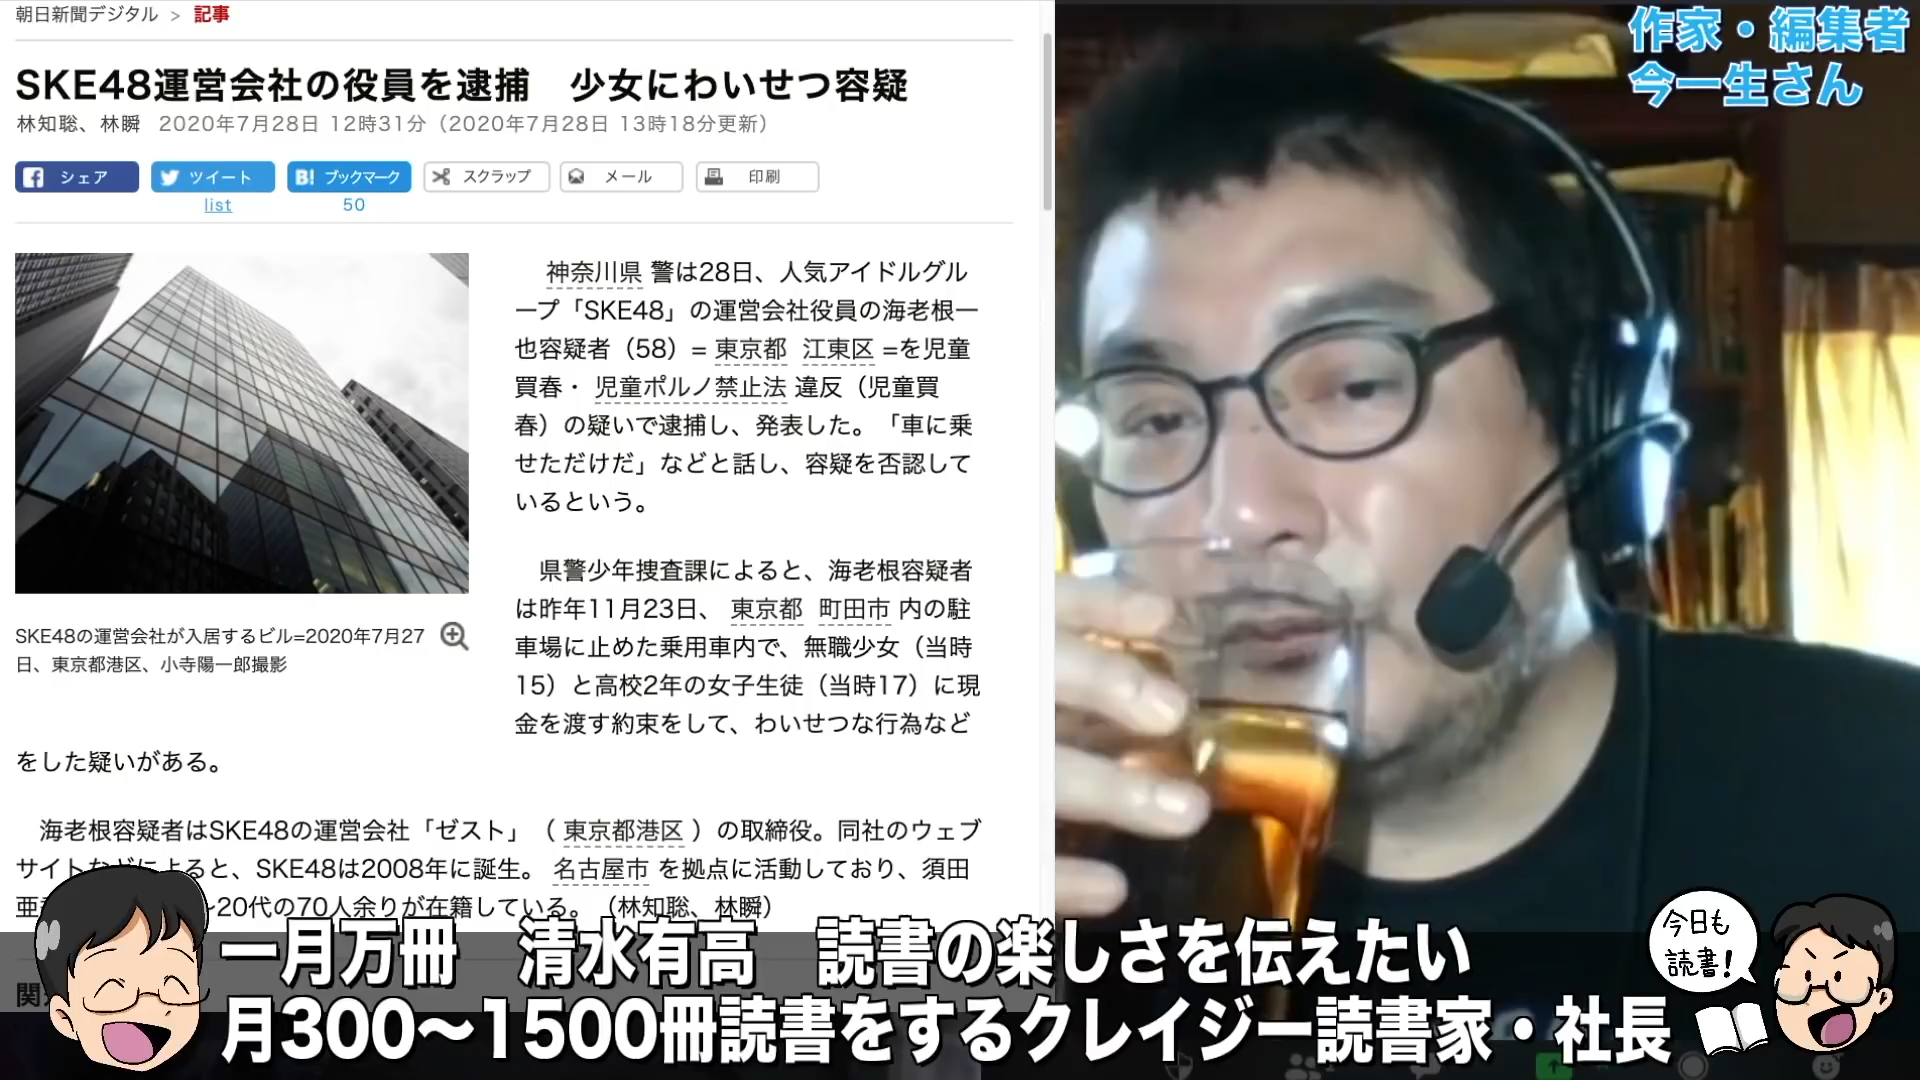 朝日新聞デジタル > 記事
SKE48運営会社の役員を逮捕　少女にわいせつ容疑
林知聡、林瞬　2020年7月28日 12時31分（2020年7月28日 13時18分更新）
シェア
ツイート
B! ブックマーク
スクラップ
メール
印刷
list
50
神奈川県 警は28日、人気アイドルグル
ープ「SKE48」の運営会社役員の海老根一
也容疑者（58）= 東京都 江東区 =を児童
買春・ 児童ポルノ禁止法 違反（児童買
春）の疑いで逮捕し、発表した。「車に乗
せただけだ」などと話し、容疑を否認して
いるという。
県警少年捜査課によると、海老根容疑者
は昨年11月23日、 東京都 町田市 内の駐
車場に止めた乗用車内で、無職少女（当時
15）と高校2年の女子生徒（当時17）に現
金を渡す約束をして、わいせつな行為など
をした疑いがある。
SKE48の運営会社が入居するビル=2020年7月27
日、東京都港区、小寺陽一郎撮影
海老根容疑者はSKE48の運営会社「ゼスト」（ 東京都港区 ）の取締役。同社のウェブ
サイトなどによると、SKE48は2008年に誕生。 名古屋市 を拠点に活動しており、須田
亜 20代の70人余りが在籍している。（林知聡、林瞬）
関
作家・編集者
今一生さん
一月万冊　清水有高　読書の楽しさを伝えたい
月300〜1500冊読書をするクレイジー読書家・社長
今日も
読書!